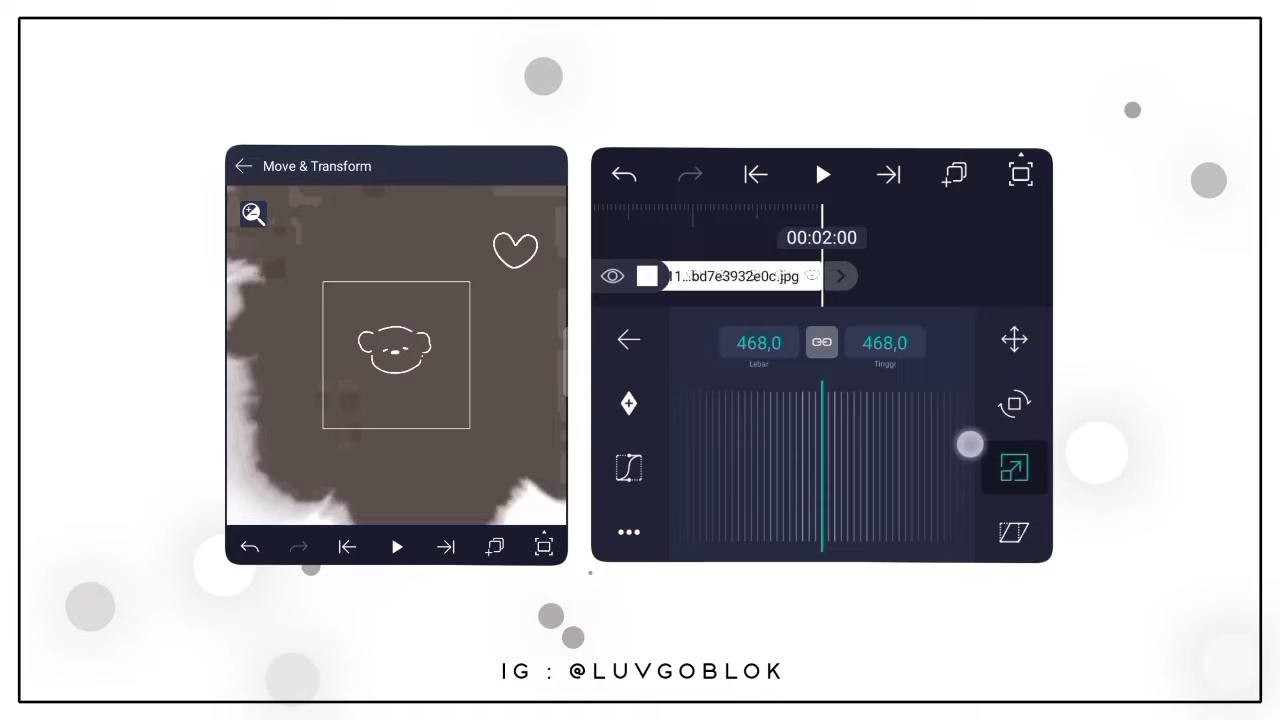 Move & Transform
00:02:00
11...bd7e3932e0c.jpg
468,0
468,0
Lebar
Tinggi
IG : @LUVGOBLOK